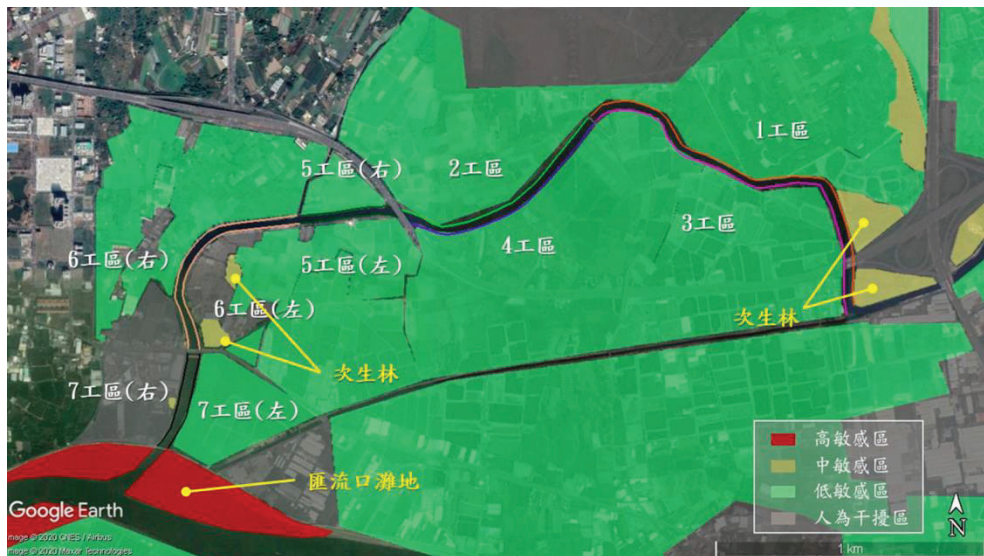 1工區
5工區(右)
2工區
3工區
4工區
6工區(右)
5工區(左)
6工區(左)
次生林
次生林
7工區(右)
7工區(左)
匯流口灘地
高敏感區
中敏感區
低敏感區
人為干擾區
Google Earth
mage © 2020 CNES / Airbus
mage © 2020 Maxar Technologies
1 km
N